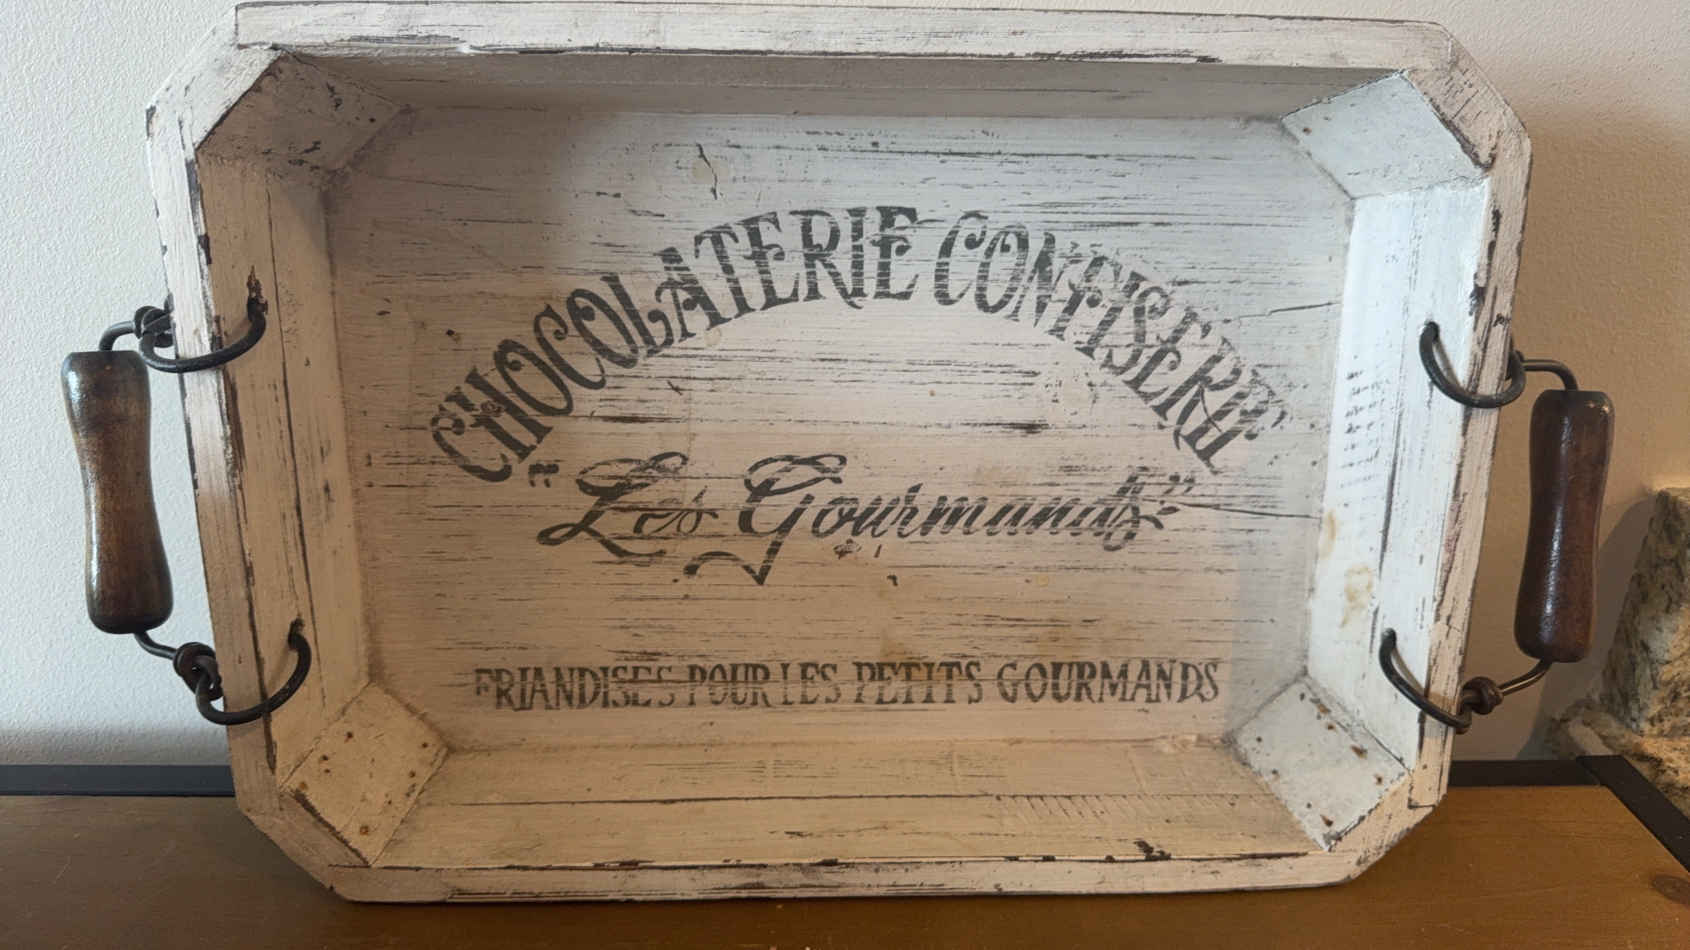 CHOCOLATERIE CONFISERIE
"Les Gourmands"
FRIANDISES POUR LES PETITS GOURMANDS